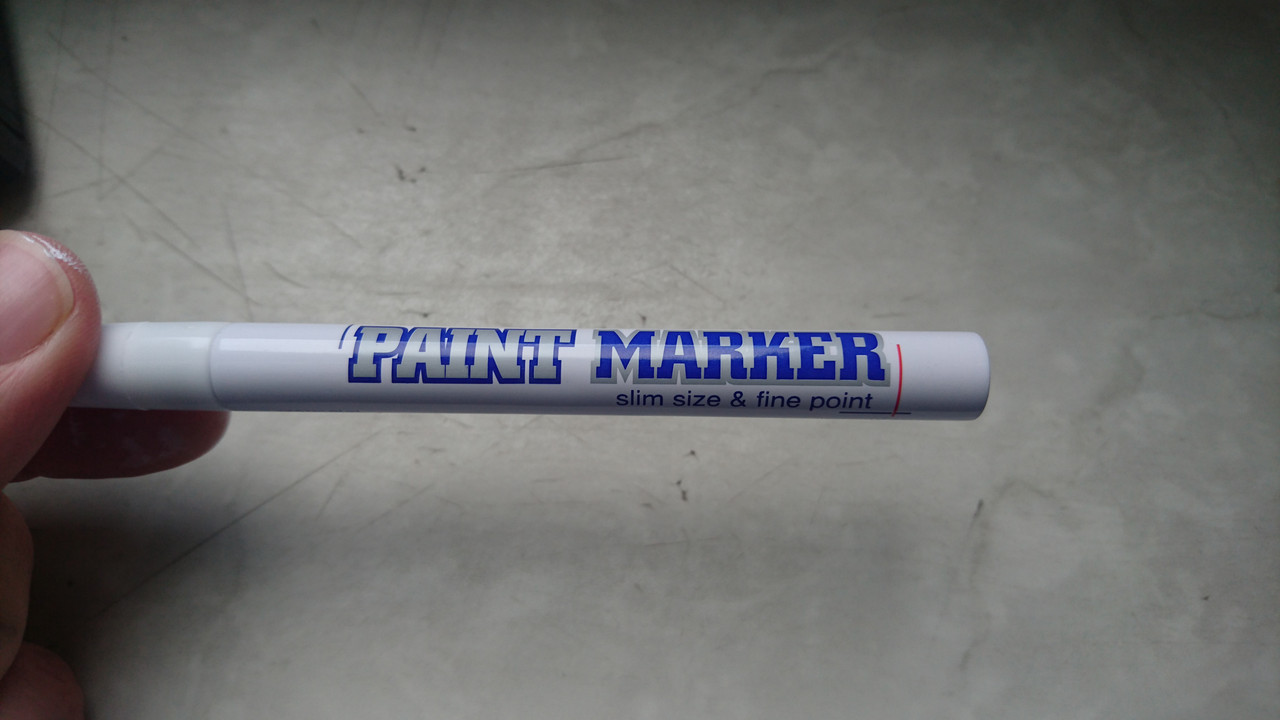 PAINT MARKER
slim size & fine point